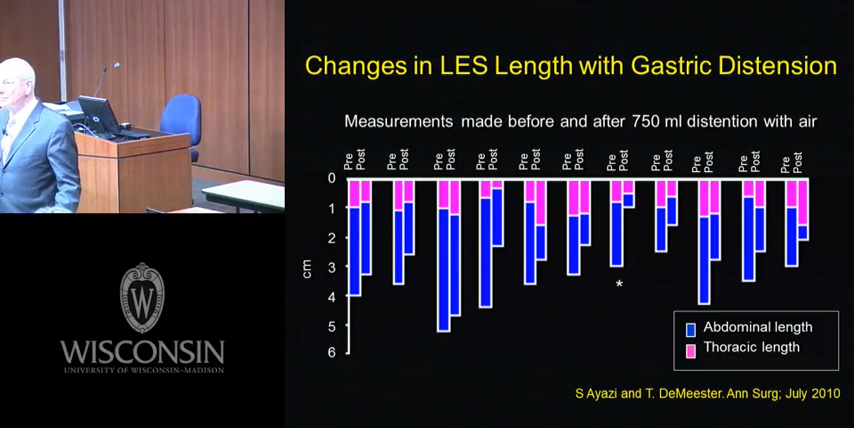 Changes in LES Length with Gastric Distension
Measurements made before and after 750 ml distention with air
Pre Post Pre Post Pre Post Pre Post Pre Post Pre Post Pre Post Pre Post Pre Post Pre Post Pre Post
0
1
2
3
4
5
6
cm
*
Abdominal length
Thoracic length
S Ayazi and T. DeMeester. Ann Surg; July 2010
W
WISCONSIN
UNIVERSITY OF WISCONSIN–MADISON